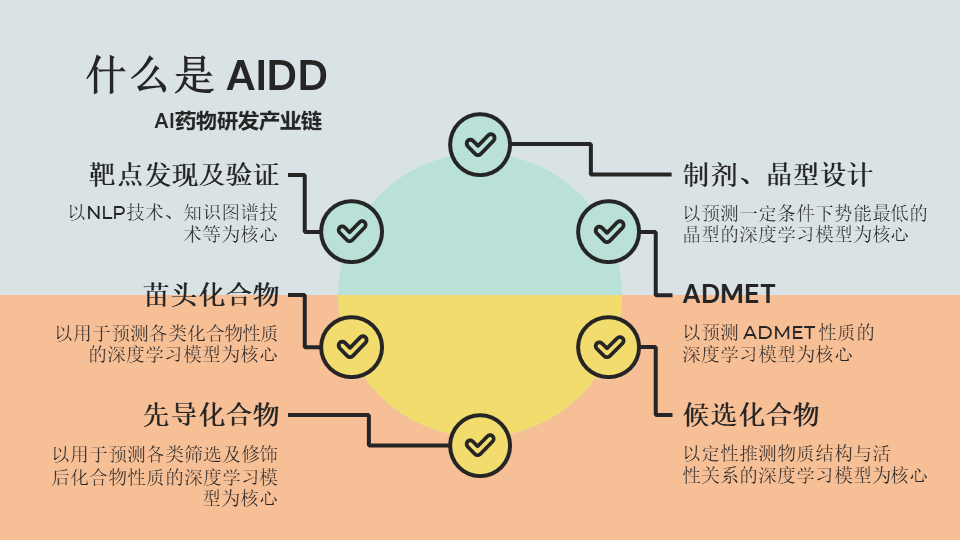 什么是 AIDD
AI药物研发产业链
靶点发现及验证
以NLP技术、知识图谱技
术等为核心
苗头化合物
以用于预测各类化合物性质
的深度学习模型为核心
先导化合物
以用于预测各类筛选及修饰
后化合物性质的深度学习模
型为核心
制剂、晶型设计
以预测一定条件下势能最低的
晶型的深度学习模型为核心
ADMET
以预测 ADMET 性质的
深度学习模型为核心
候选化合物
以定性推测物质结构与活
性关系的深度学习模型为核心